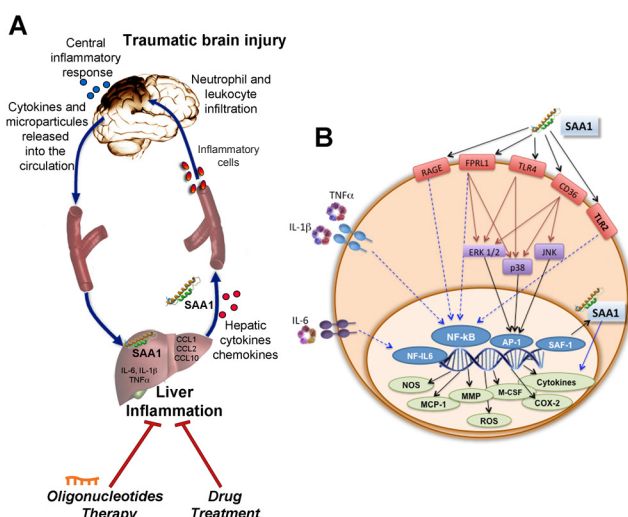 A
Traumatic brain injury
Central
inflammatory
response
Neutrophil and
leukocyte
infiltration
Cytokines and
microparticules
released
into the
circulation
Inflammatory
cells
SAA1
Hepatic
cytokines
chemokines
SAA1
IL-6, IL-1β
TNFα
CCL1
CCL2
CCL10
Liver
Inflammation
Oligonucleotides
Therapy
Drug
Treatment
B
SAA1
RAGE
FPRL1
TLR4
CD36
TLR2
TNFα
IL-1β
IL-6
ERK 1/2
p38
JNK
SAA1
NF-kB
AP-1
SAF-1
NF-IL6
NOS
MCP-1
MMP
ROS
M-CSF
Cytokines
COX-2